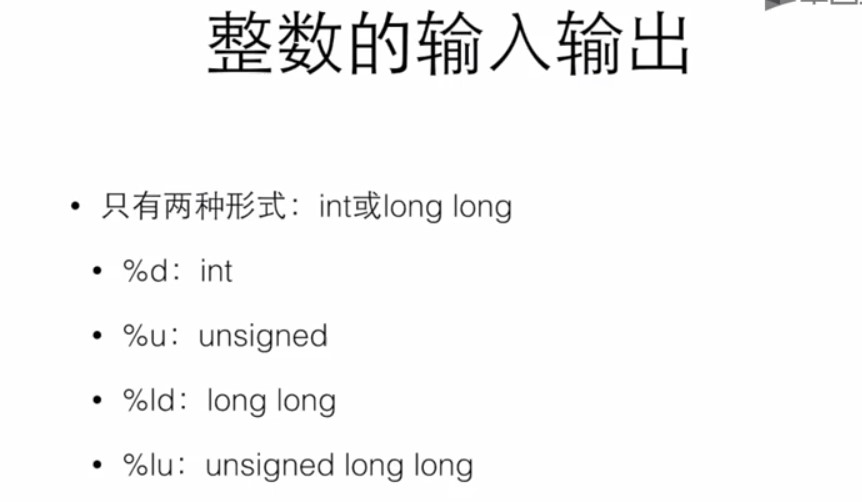 整数的输入输出
• 只有两种形式：int或long long
• %d：int
• %u：unsigned
• %ld：long long
• %lu：unsigned long long